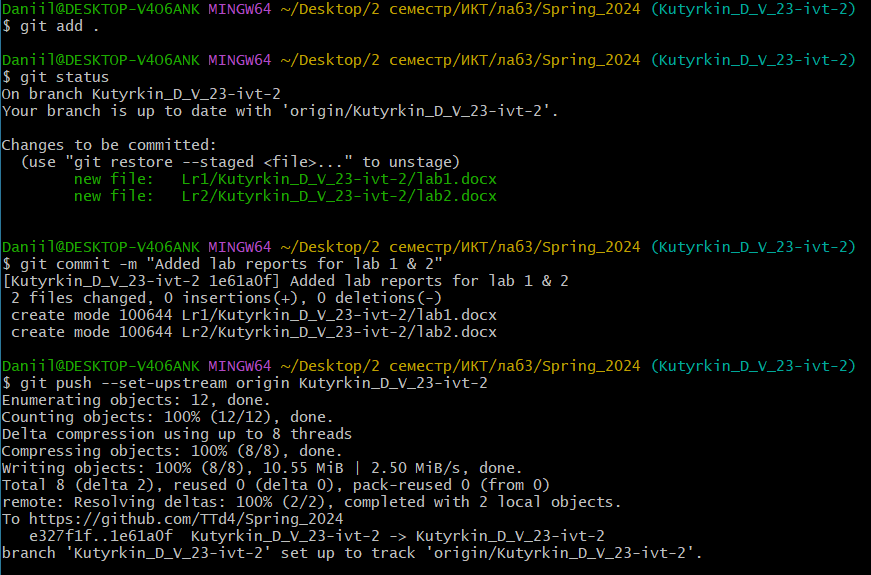 Daniil@DESKTOP-V4O6ANK MINGW64 ~/Desktop/2 семестр/ИКТ/лаб3/Spring_2024 (Kutyrkin_D_V_23-ivt-2)
$ git add .
Daniil@DESKTOP-V4O6ANK MINGW64 ~/Desktop/2 семестр/ИКТ/лаб3/Spring_2024 (Kutyrkin_D_V_23-ivt-2)
$ git status
On branch Kutyrkin_D_V_23-ivt-2
Your branch is up to date with 'origin/Kutyrkin_D_V_23-ivt-2'.
Changes to be committed:
  (use "git restore --staged <file>..." to unstage)
        new file:   Lr1/Kutyrkin_D_V_23-ivt-2/lab1.docx
        new file:   Lr2/Kutyrkin_D_V_23-ivt-2/lab2.docx
Daniil@DESKTOP-V4O6ANK MINGW64 ~/Desktop/2 семестр/ИКТ/лаб3/Spring_2024 (Kutyrkin_D_V_23-ivt-2)
$ git commit -m "Added lab reports for lab 1 & 2"
[Kutyrkin_D_V_23-ivt-2 1e61a0f] Added lab reports for lab 1 & 2
 2 files changed, 0 insertions(+), 0 deletions(-)
 create mode 100644 Lr1/Kutyrkin_D_V_23-ivt-2/lab1.docx
 create mode 100644 Lr2/Kutyrkin_D_V_23-ivt-2/lab2.docx
Daniil@DESKTOP-V4O6ANK MINGW64 ~/Desktop/2 семестр/ИКТ/лаб3/Spring_2024 (Kutyrkin_D_V_23-ivt-2)
$ git push --set-upstream origin Kutyrkin_D_V_23-ivt-2
Enumerating objects: 12, done.
Counting objects: 100% (12/12), done.
Delta compression using up to 8 threads
Compressing objects: 100% (8/8), done.
Writing objects: 100% (8/8), 10.55 MiB | 2.50 MiB/s, done.
Total 8 (delta 2), reused 0 (delta 0), pack-reused 0 (from 0)
remote: Resolving deltas: 100% (2/2), completed with 2 local objects.
To https://github.com/TTd4/Spring_2024
   e327f1f..1e61a0f  Kutyrkin_D_V_23-ivt-2 -> Kutyrkin_D_V_23-ivt-2
branch 'Kutyrkin_D_V_23-ivt-2' set up to track 'origin/Kutyrkin_D_V_23-ivt-2'.